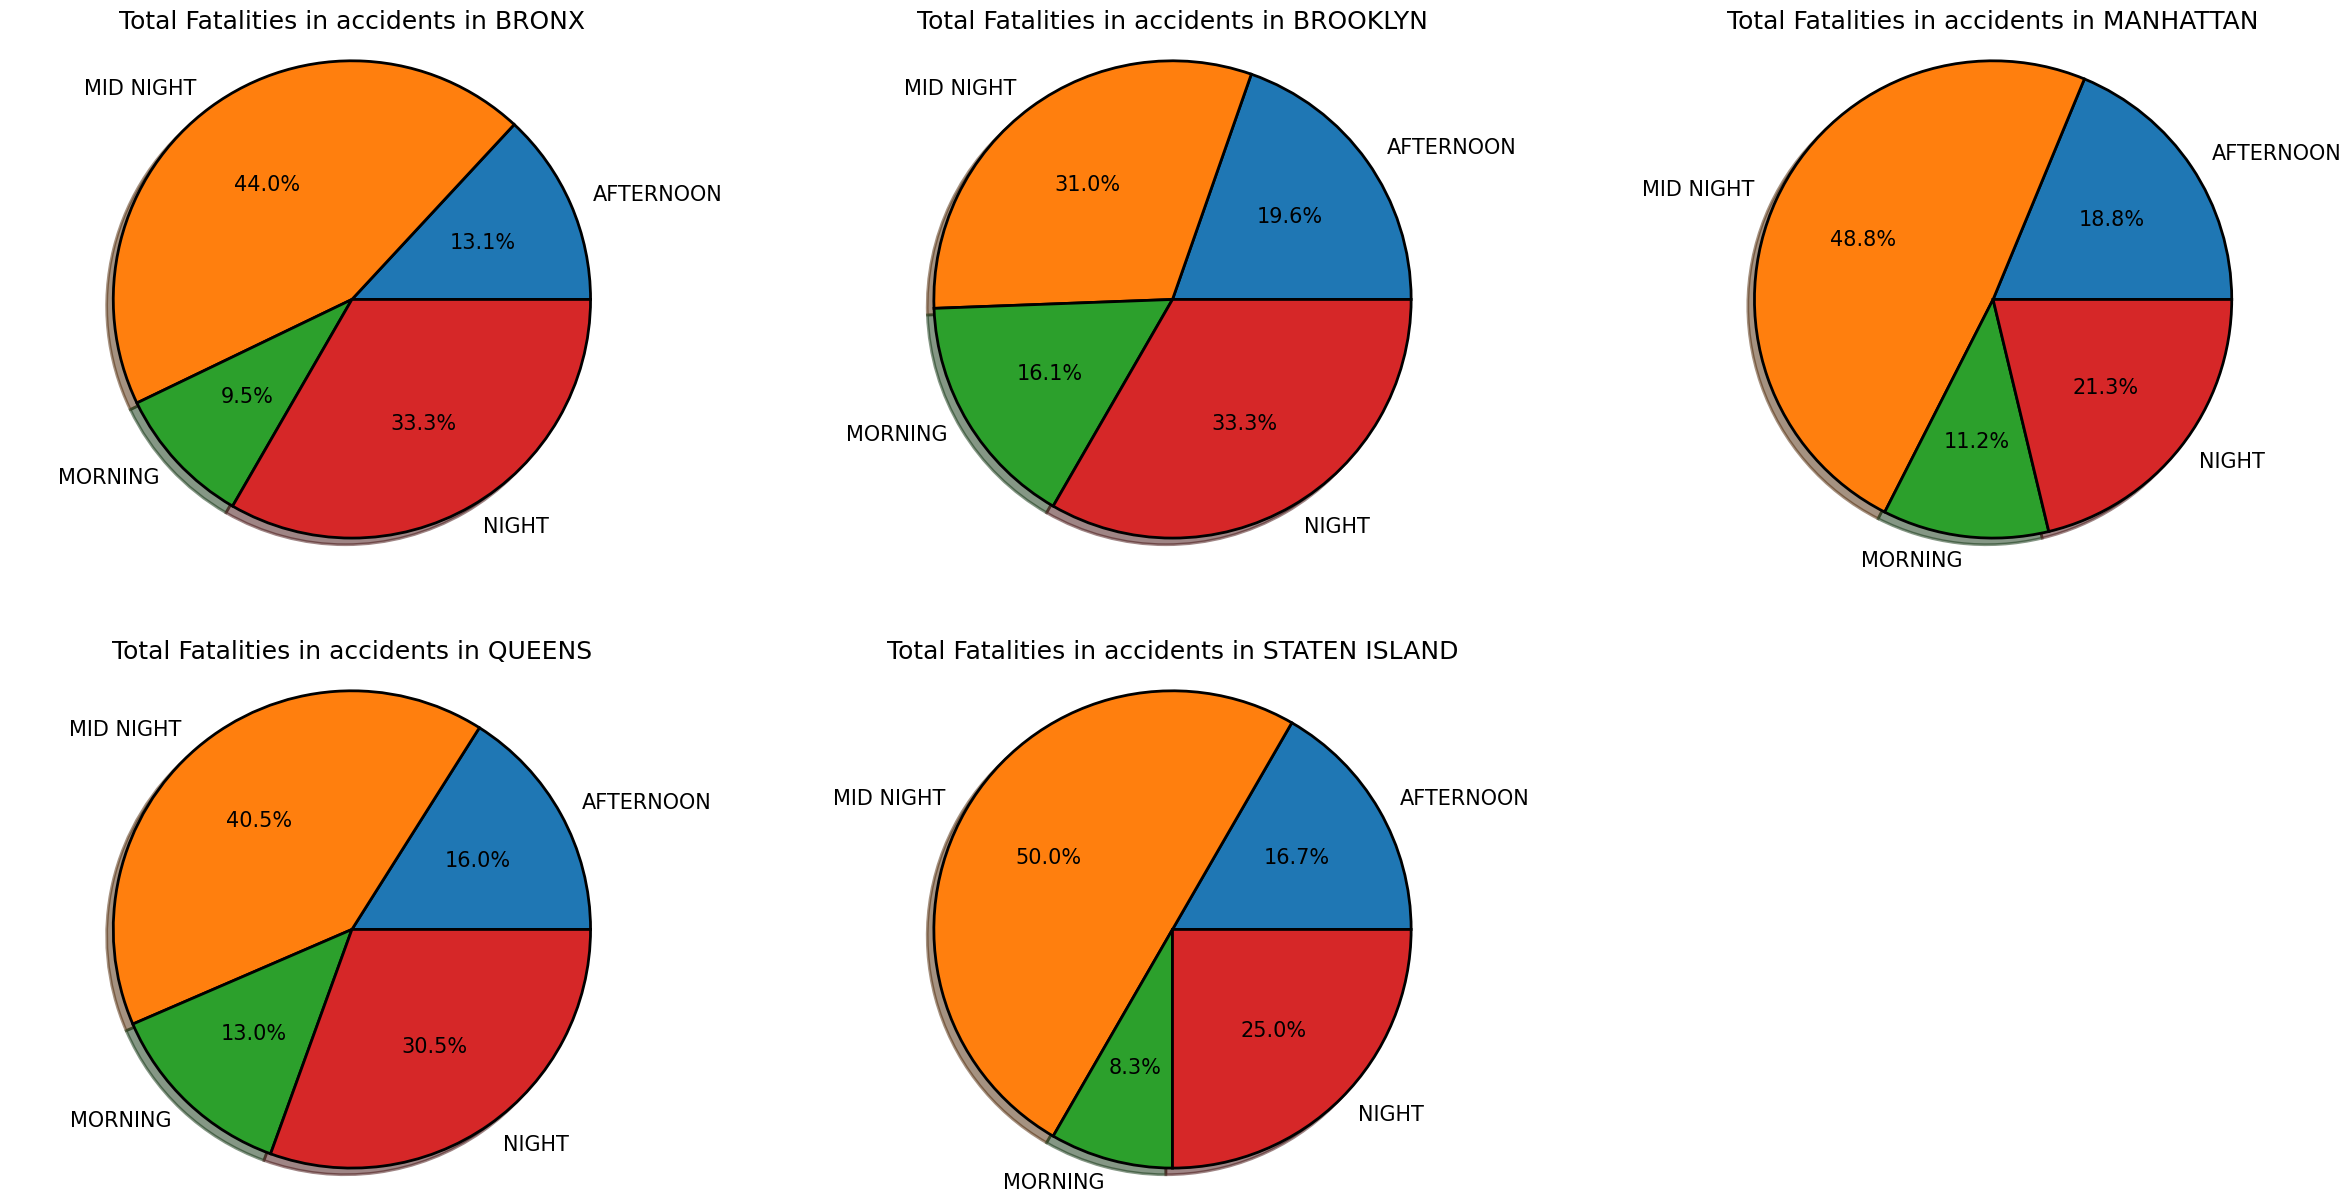 Total Fatalities in accidents in BRONX
MID NIGHT
44.0%
AFTERNOON
13.1%
9.5%
MORNING
33.3%
NIGHT
Total Fatalities in accidents in BROOKLYN
MID NIGHT
31.0%
AFTERNOON
19.6%
16.1%
MORNING
33.3%
NIGHT
Total Fatalities in accidents in MANHATTAN
MID NIGHT
48.8%
AFTERNOON
18.8%
11.2%
MORNING
21.3%
NIGHT
Total Fatalities in accidents in QUEENS
MID NIGHT
40.5%
AFTERNOON
16.0%
13.0%
MORNING
30.5%
NIGHT
Total Fatalities in accidents in STATEN ISLAND
MID NIGHT
50.0%
AFTERNOON
16.7%
8.3%
MORNING
25.0%
NIGHT